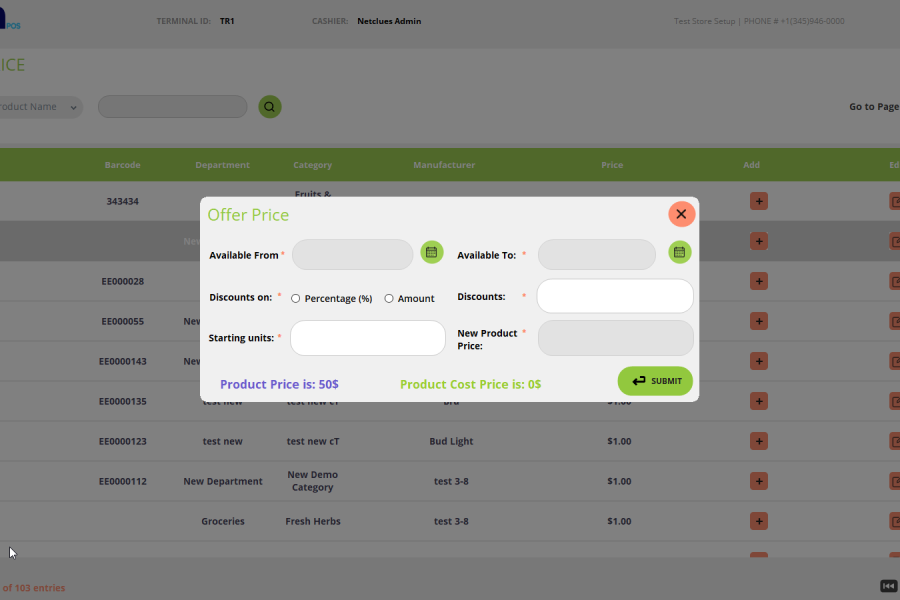 POS
TERMINAL ID: TR1
CASHIER: Netclues Admin
Test Store Setup | PHONE # +1(345)946-0000
ICE
roduct Name
Go to Page
Barcode Department Category Manufacturer Price Add Ed
343434 Fruits &
New
EE000028
EE000055 New
EE000143 New
EE0000135 test new test new cT Bra $1.00
EE0000123 test new test new cT Bud Light $1.00
EE0000112 New Department New Demo Category test 3-8 $1.00
Groceries Fresh Herbs test 3-8 $1.00
Offer Price
Available From *
Available To: *
Discounts on: * Percentage (%) Amount
Discounts: *
Starting units: *
New Product *
Price:
Product Price is: 50$
Product Cost Price is: 0$
SUBMIT
of 103 entries